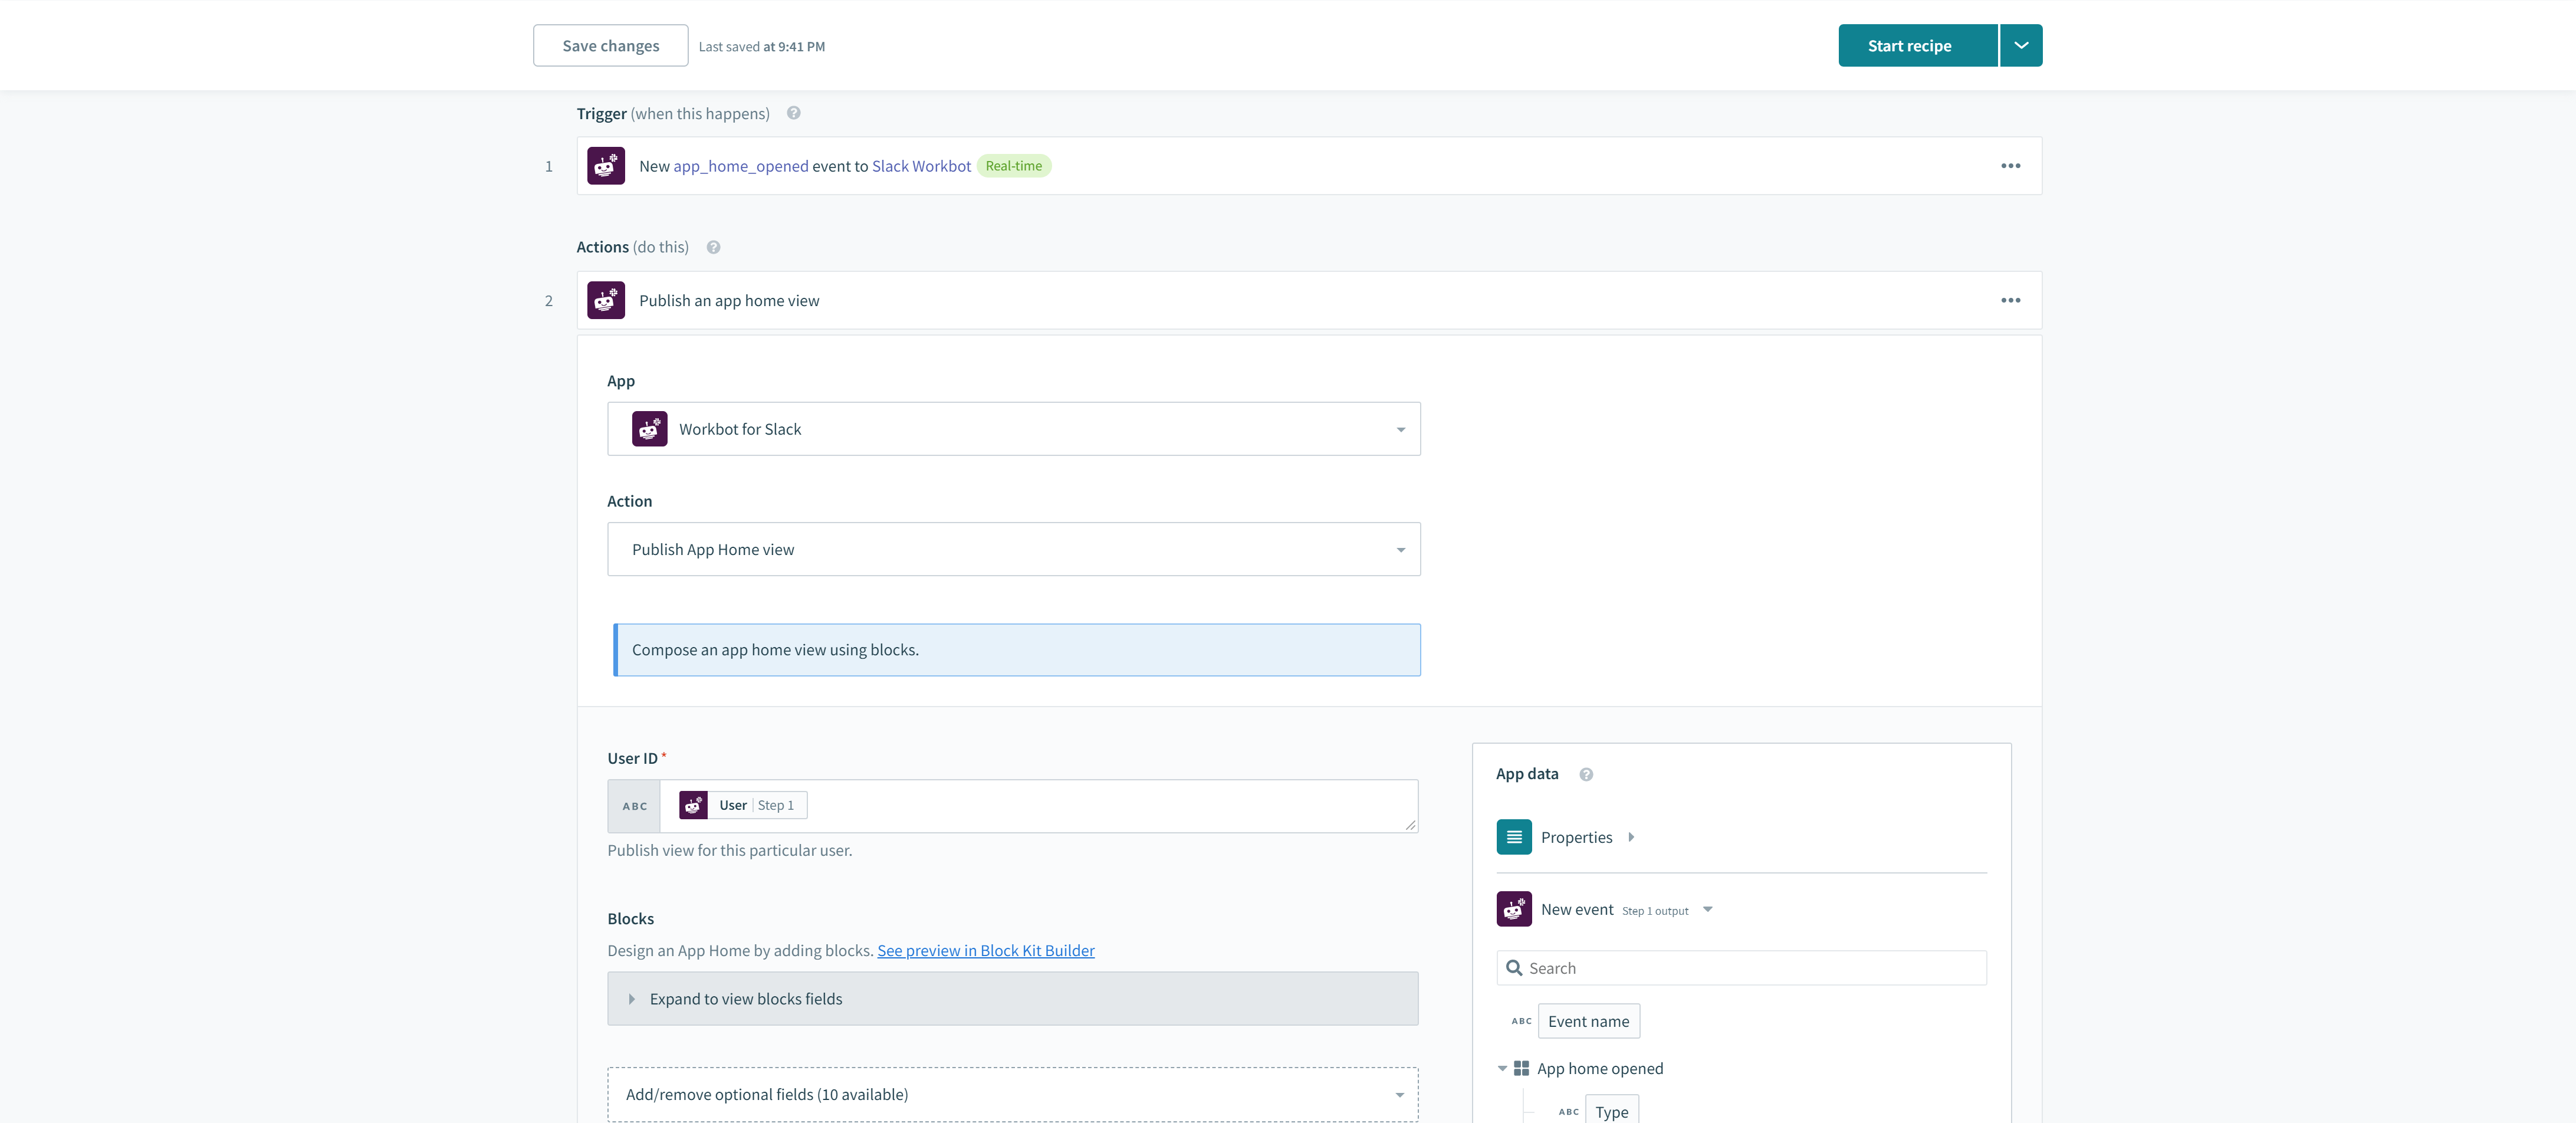 Save changes Last saved at 9:41 PM Start recipe
Trigger (when this happens) ?
1 New app_home_opened event to Slack Workbot Real-time
Actions (do this) ?
2 Publish an app home view
App
Workbot for Slack
Action
Publish App Home view
Compose an app home view using blocks.
User ID *
ABC User Step 1
Publish view for this particular user.
Blocks
Design an App Home by adding blocks. See preview in Block Kit Builder
Expand to view blocks fields
Add/remove optional fields (10 available)
App data ?
Properties
New event Step 1 output
Search
ABC Event name
App home opened
ABC Type